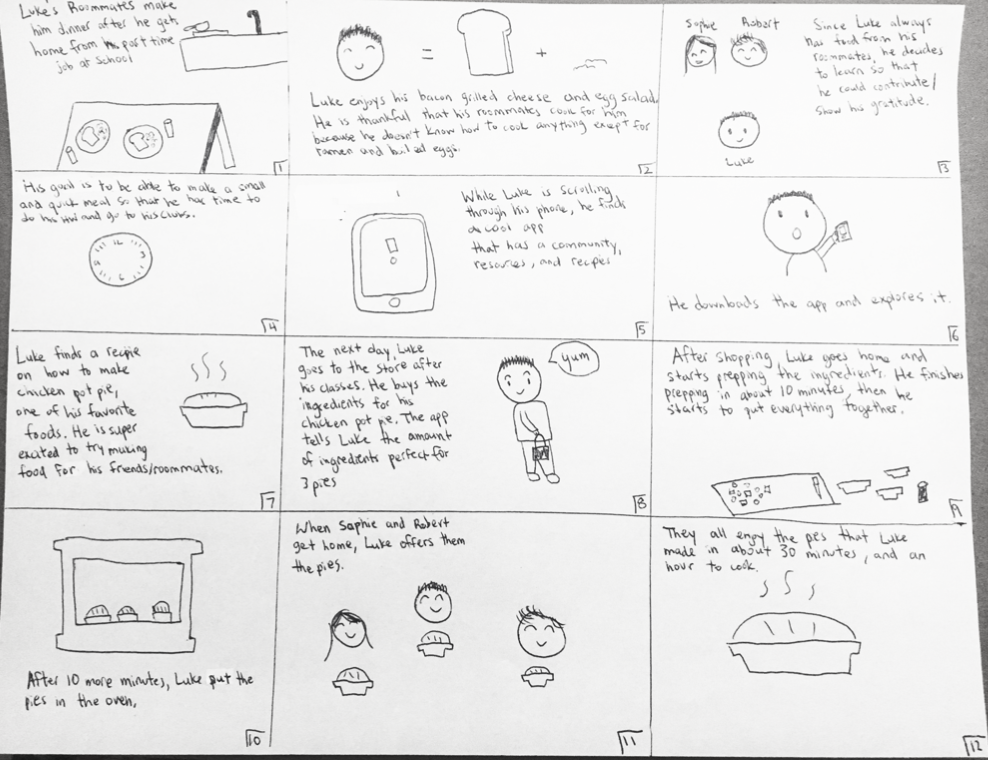 Luke's Roommates make
him dinner after he gets
home from his part time
job at school
1
=
+
Luke enjoys his bacon grilled cheese and egg salad.
He is thankful that his roommates cook for him
because he doesn't know how to cook anything except for
ramen and boiled eggs.
2
Sophie Robert
Luke
Since Luke always
has food from his
roommates, he decides
to learn so that
he could contribute/
show his gratitude.
3
His goal is to be able to make a small
and quick meal so that he has time to
do his HW and go to his clubs.
12
3
6
9
4
!
While Luke is scrolling
through his phone, he finds
a cool app
that has a community,
resources, and recipes
5
He downloads the app and explores it.
6
Luke finds a recipie
on how to make
chicken pot pie,
one of his favorite
foods. He is super
excited to try making
food for his friends/roommates.
7
The next day, Luke
goes to the store after
his classes. He buys the
ingredients for his
chicken pot pie. The app
tells Luke the amount
of ingredients perfect for
3 pies
yum
8
After shopping, Luke goes home and
starts prepping the ingredients. He finishes
prepping in about 10 minutes, then he
starts to put everything together.
9
After 10 more minutes, Luke put the
pies in the oven,
10
When Sophie and Robert
get home, Luke offers them
the pies.
11
They all enjoy the pies that Luke
made in about 30 minutes, and an
hour to cook.
12